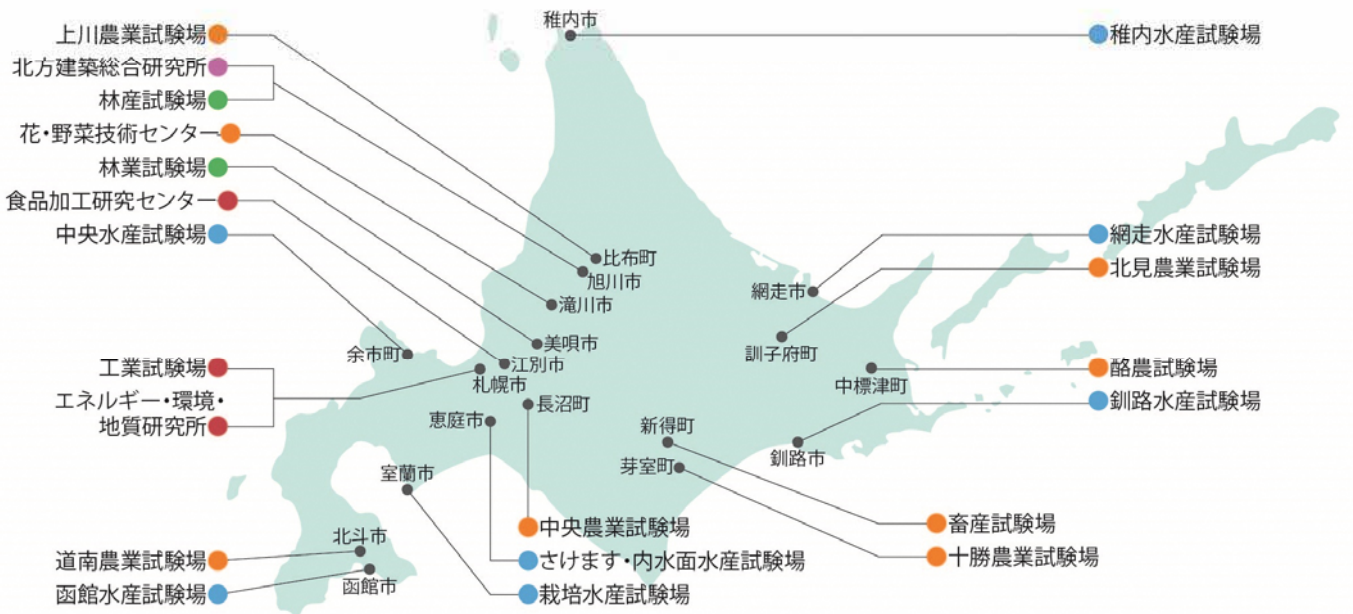 上川農業試験場
北方建築総合研究所
林産試験場
花・野菜技術センター
林業試験場
食品加工研究センター
中央水産試験場
工業試験場
エネルギー・環境・
地質研究所
道南農業試験場
函館水産試験場
稚内市
比布町
旭川市
滝川市
美唄市
江別市
札幌市
余市町
長沼町
恵庭市
室蘭市
北斗市
函館市
新得町
芽室町
網走市
訓子府町
中標津町
釧路市
中央農業試験場
さけます・内水面水産試験場
栽培水産試験場
稚内水産試験場
網走水産試験場
北見農業試験場
酪農試験場
釧路水産試験場
畜産試験場
十勝農業試験場